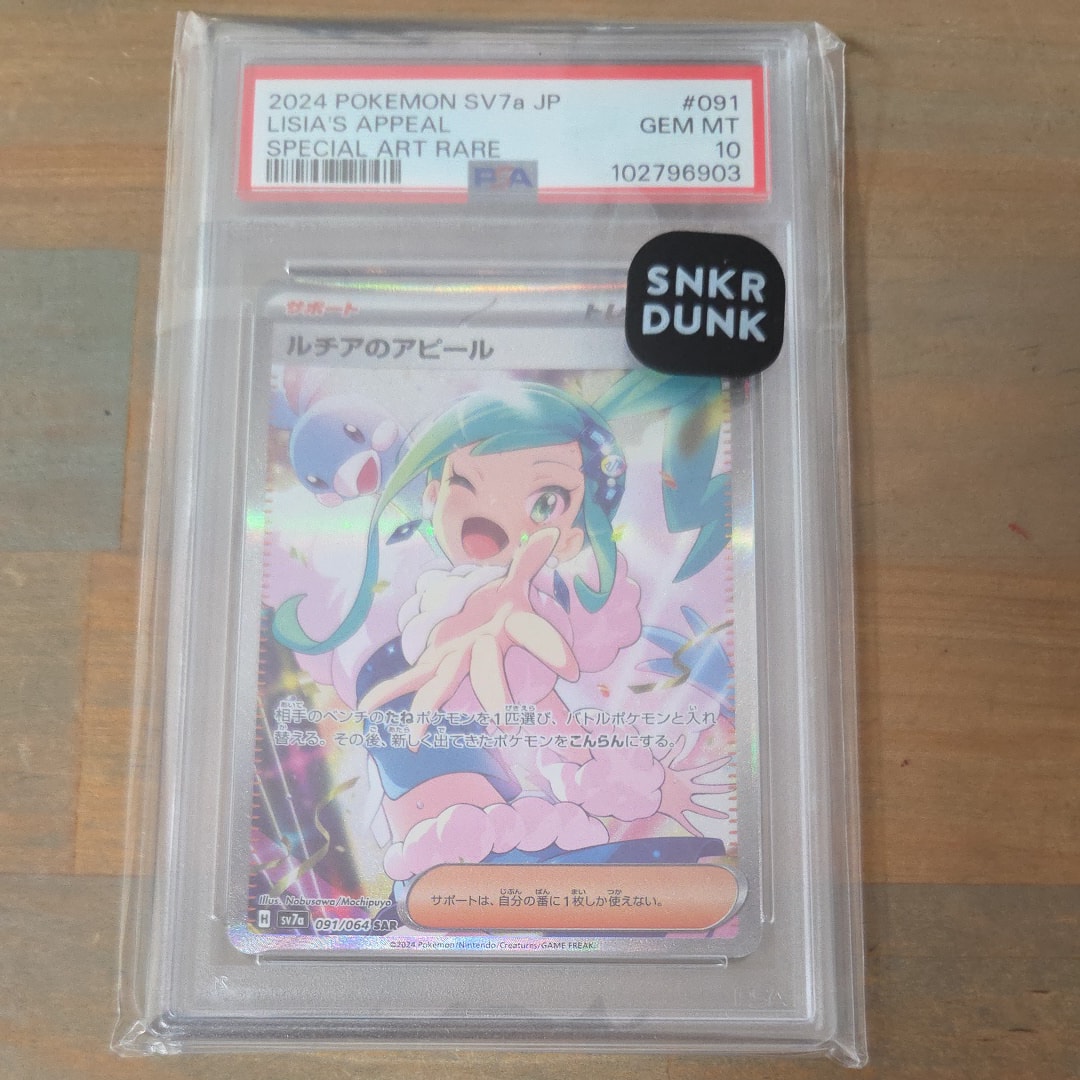 2024 POKEMON SV7a JP #091
LISIA'S APPEAL GEM MT
SPECIAL ART RARE 10
PSA 102796903
SNKR
DUNK
サポート トレ
ルチアのアピール
相手のベンチのたねポケモンを1匹選び、バトルポケモンと入れ
替える。その後、新しく出てきたポケモンをこんらんにする。
サポートは、自分の番に1枚しか使えない。
Illus. Nobusawa/Mochipuyo
H sv7a 091/064 SAR
©2024 Pokémon/Nintendo/Creatures/GAME FREAK